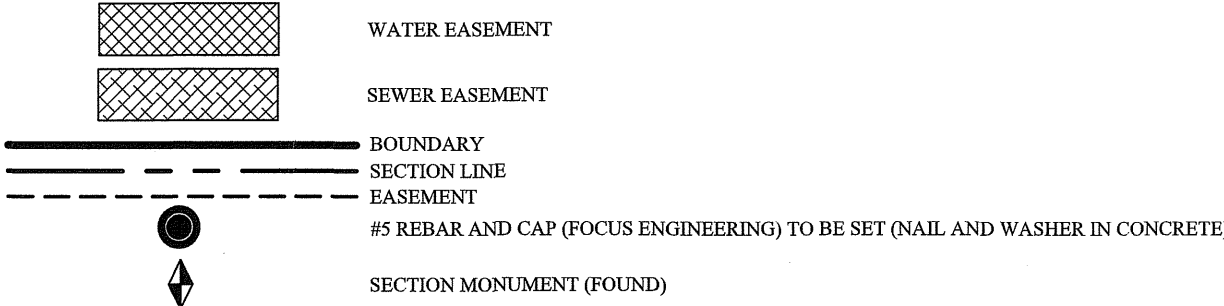 WATER EASEMENT
SEWER EASEMENT
BOUNDARY
SECTION LINE
EASEMENT
#5 REBAR AND CAP (FOCUS ENGINEERING) TO BE SET (NAIL AND WASHER IN CONCRETE)
SECTION MONUMENT (FOUND)